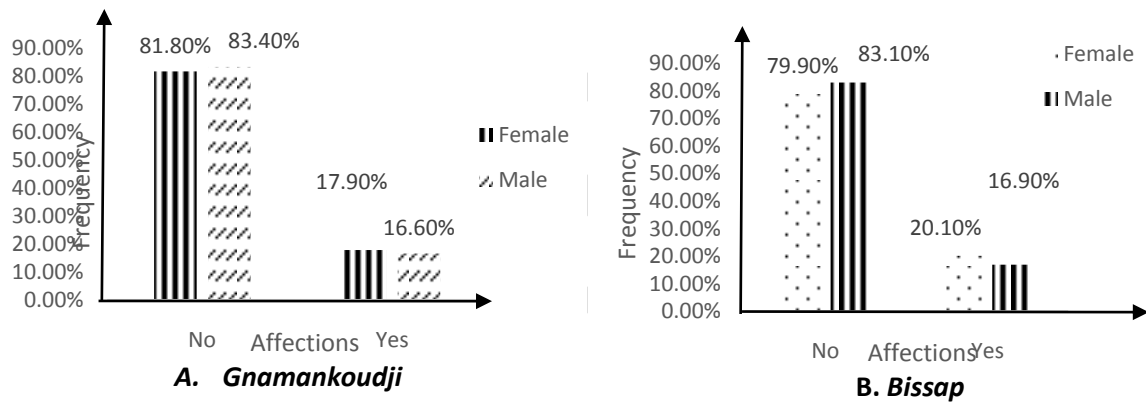 90.00%
80.00%
70.00%
60.00%
50.00%
40.00%
30.00%
20.00%
10.00%
0.00%
Frequency
81.80% 83.40%
17.90%
16.60%
Female
Male
No Affections Yes
A. Gnamankoudji
90.00%
80.00%
70.00%
60.00%
50.00%
40.00%
30.00%
20.00%
10.00%
0.00%
Frequency
79.90% 83.10%
20.10%
16.90%
Female
Male
No Affections Yes
B. Bissap